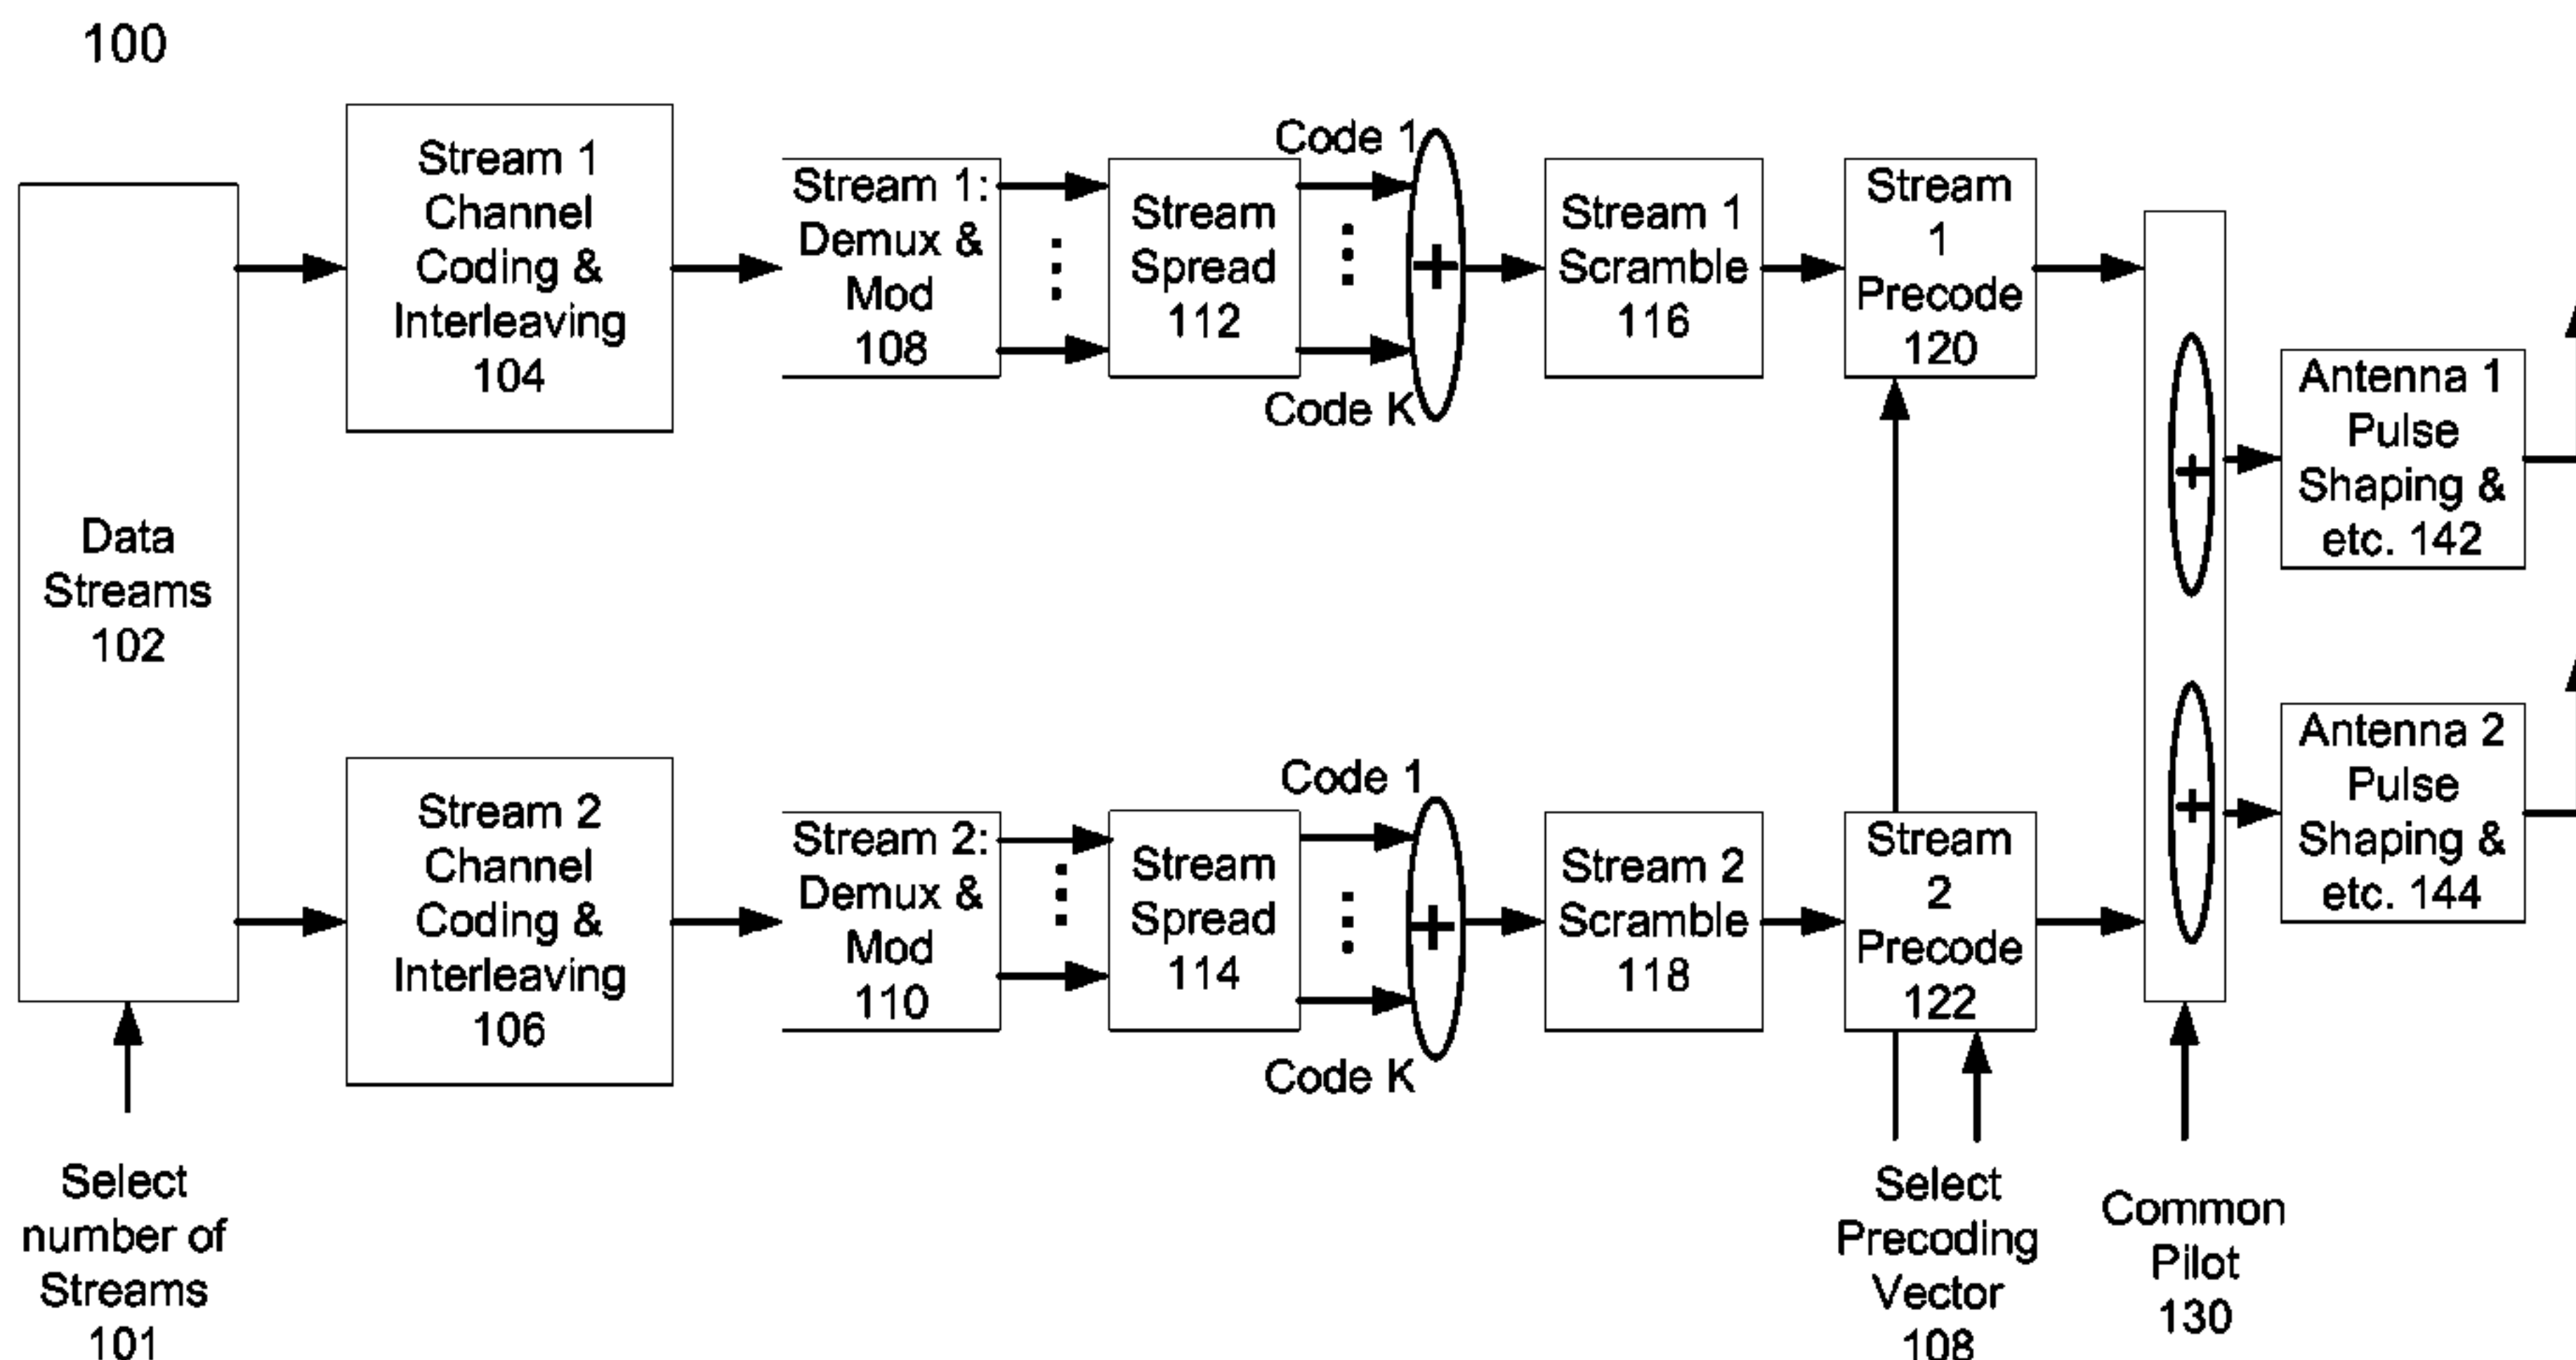 100
Data
Streams
102
Select
number of
Streams
101
Stream 1
Channel
Coding &
Interleaving
104
Stream 1:
Demux &
Mod
108
Stream
Spread
112
Code 1
+
Code K
Stream 1
Scramble
116
Stream
1
Precode
120
Stream 2
Channel
Coding &
Interleaving
106
Stream 2:
Demux &
Mod
110
Stream
Spread
114
Code 1
+
Code K
Stream 2
Scramble
118
Stream
2
Precode
122
Select
Precoding
Vector
108
+
+
Common
Pilot
130
Antenna 1
Pulse
Shaping &
etc. 142
Antenna 2
Pulse
Shaping &
etc. 144